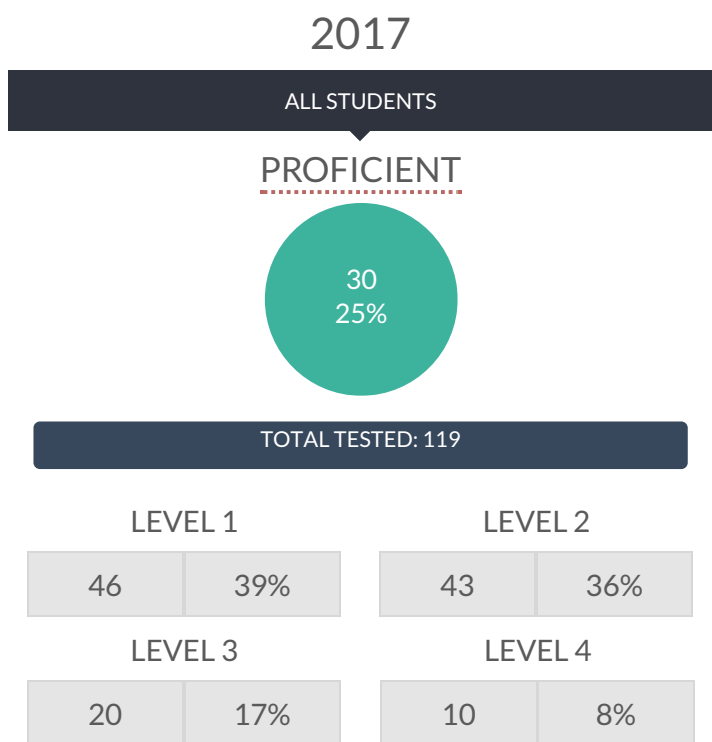 2017
ALL STUDENTS
PROFICIENT
30
25%
TOTAL TESTED: 119
LEVEL 1 LEVEL 2
46 39% 43 36%
LEVEL 3 LEVEL 4
20 17% 10 8%